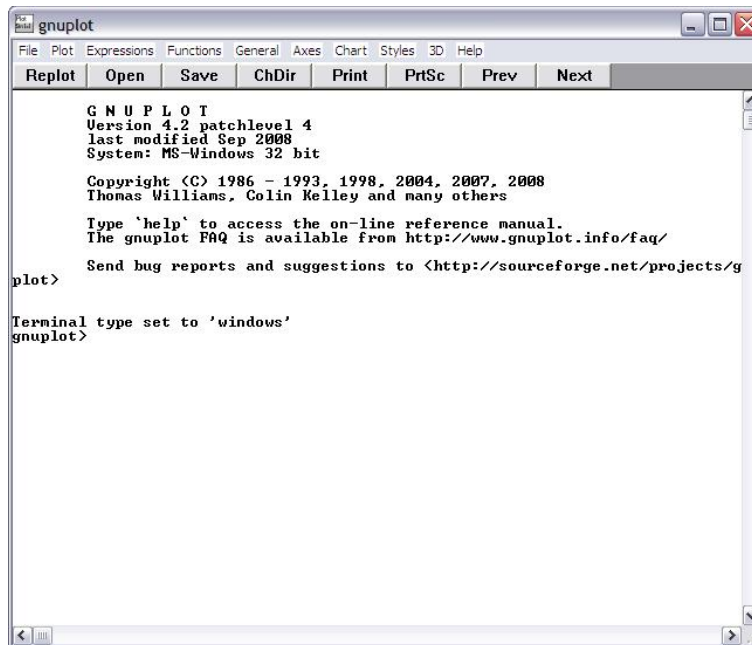 gnuplot
File Plot Expressions Functions General Axes Chart Styles 3D Help
Replot Open Save ChDir Print PrtSc Prev Next
G N U P L O T
Version 4.2 patchlevel 4
last modified Sep 2008
System: MS-Windows 32 bit
Copyright (C) 1986 - 1993, 1998, 2004, 2007, 2008
Thomas Williams, Colin Kelley and many others
Type `help` to access the on-line reference manual.
The gnuplot FAQ is available from http://www.gnuplot.info/faq/
Send bug reports and suggestions to <http://sourceforge.net/projects/g
plot>
Terminal type set to 'windows'
gnuplot>